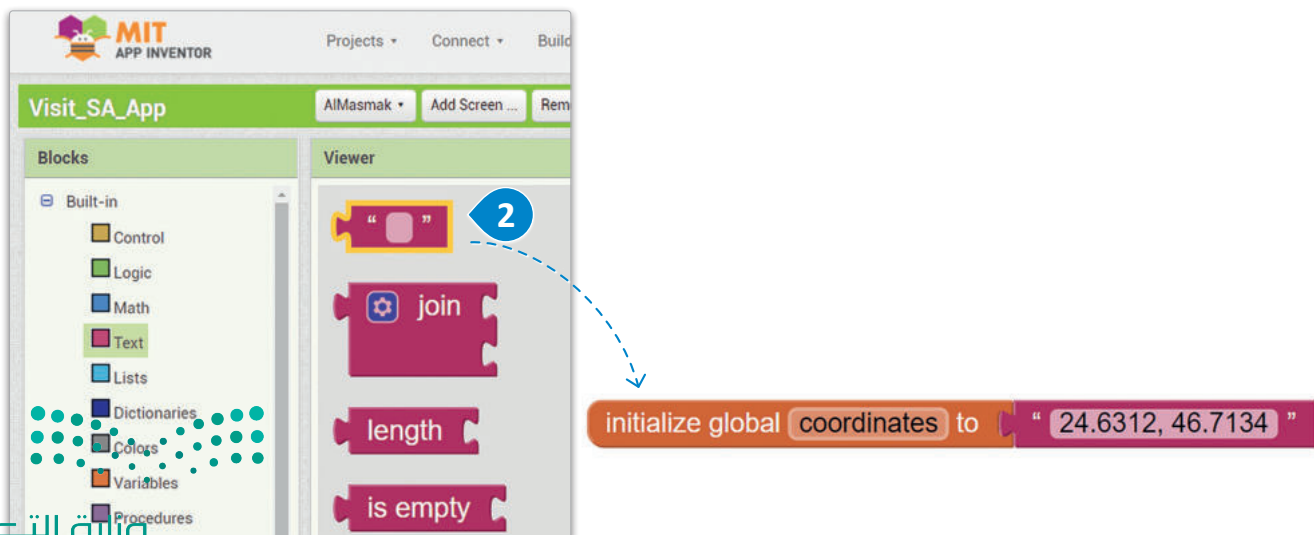 MIT
APP INVENTOR
Projects
Connect
Build
Visit_SA_App
AlMasmak
Add Screen ...
Rem
Blocks
Viewer
Built-in
Control
Logic
Math
Text
Lists
Dictionaries
Colors
Variables
Procedures
“ ”
2
join
length
is empty
initialize global coordinates to “ 24.6312, 46.7134 ”